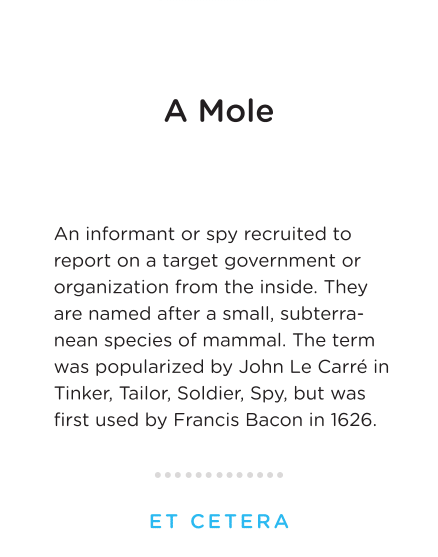 A Mole
An informant or spy recruited to
report on a target government or
organization from the inside. They
are named after a small, subterra-
nean species of mammal. The term
was popularized by John Le Carré in
Tinker, Tailor, Soldier, Spy, but was
first used by Francis Bacon in 1626.
ET CETERA